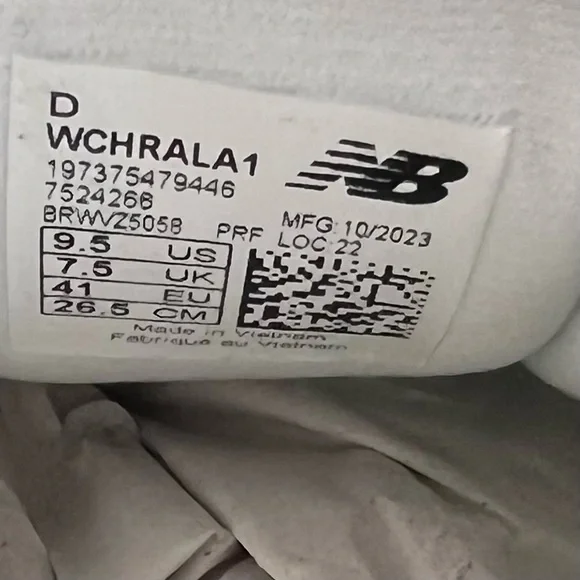 D
WCHRALA1
197375479446
7524266
BRWVZ5058 PRF
NB
MFG:10/2023
LOC:22
9.5 US
7.5 UK
41 EU
26.5 CM
Made in Vietnam
Fabriqué au Vietnam